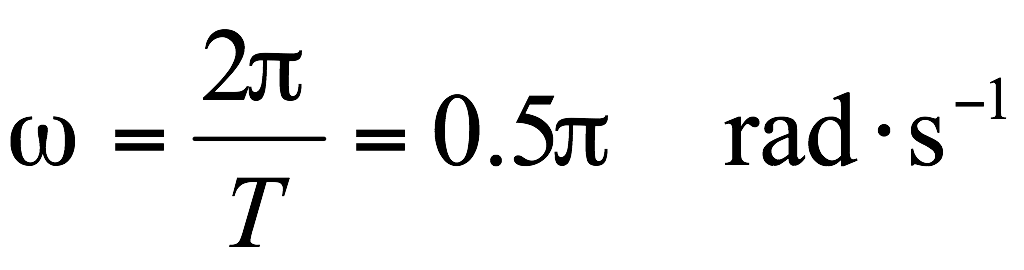 ω = 2π/T = 0.5π rad·s⁻¹